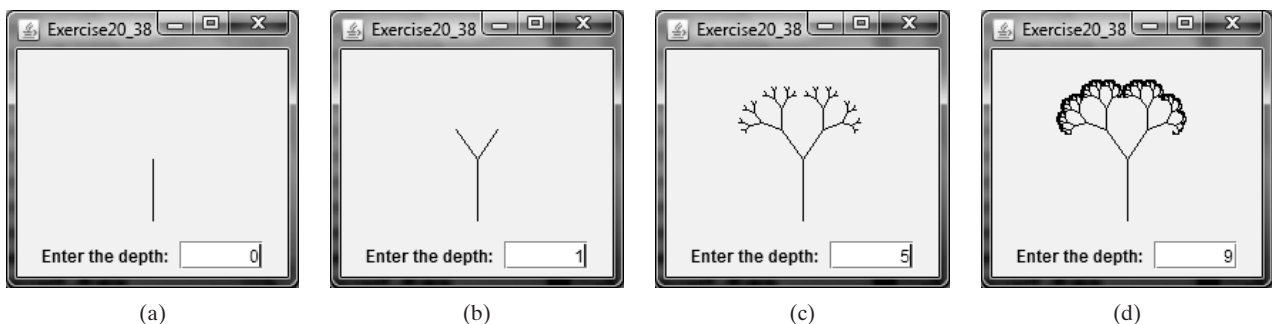 Exercise20_38
Enter the depth: 0
(a)
Exercise20_38
Enter the depth: 1
(b)
Exercise20_38
Enter the depth: 5
(c)
Exercise20_38
Enter the depth: 9
(d)